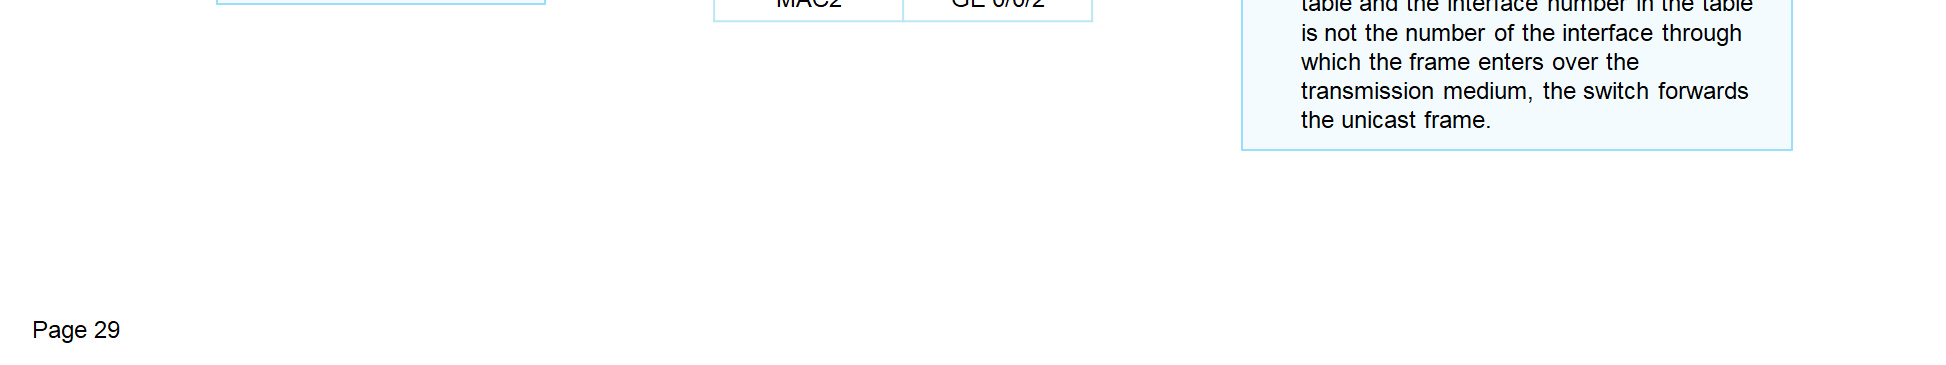 MAC2 GE 0/0/2
table and the interface number in the table
is not the number of the interface through
which the frame enters over the
transmission medium, the switch forwards
the unicast frame.
Page 29